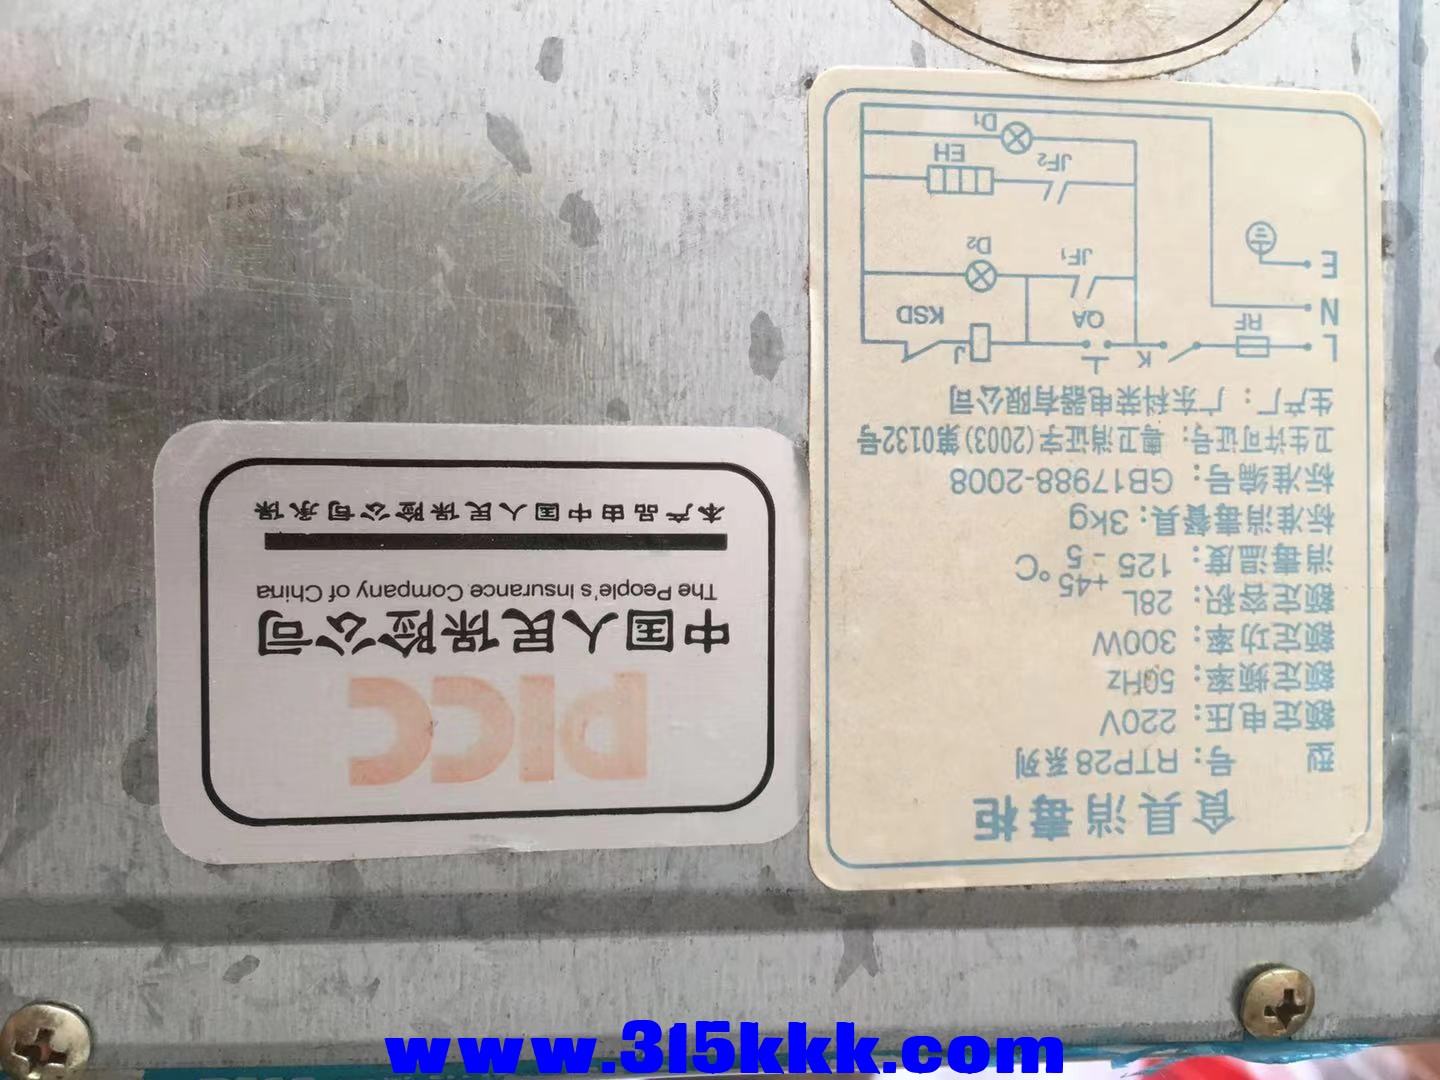 食具消毒柜
型 号：RTP28系列
额定电压：220V
额定频率：50Hz
额定功率：300W
额定容积：28L
消毒温度：125 +45 -5 °C
标准消毒餐具：3kg
标准编号：GB17988-2008
卫生许可证号：粤卫消证字(2003)第0132号
生产厂：广东科荣电器有限公司
L RF K QA J KSD
N
E JF1 D2
JF2 EH
D1
PICC
中国人民保险公司
The People's Insurance Company of China
本产品由中国人民保险公司承保
www.315kkk.com